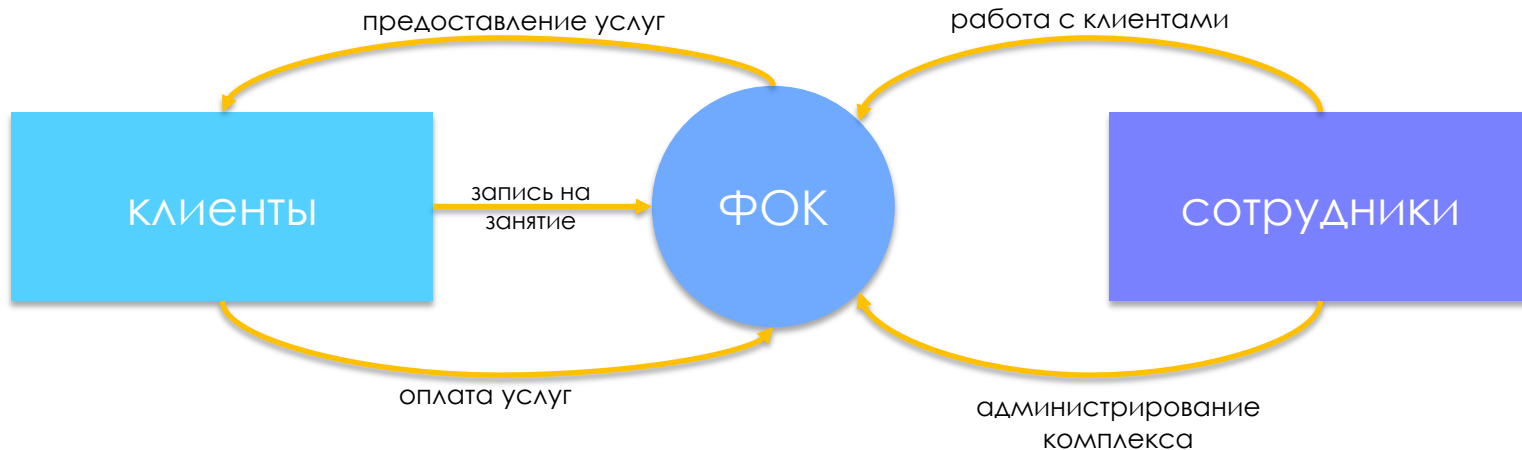 предоставление услуг
работа с клиентами
клиенты
запись на
занятие
ФОК
сотрудники
оплата услуг
администрирование
комплекса